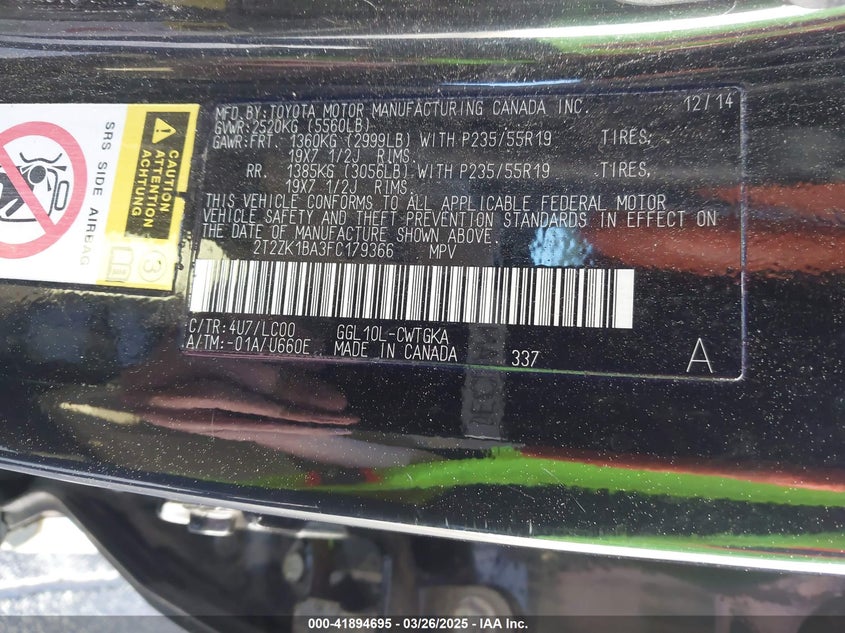 MFD.BY:TOYOTA MOTOR MANUFACTURING CANADA INC. 12/14
GVWR:2520KG (5560LB)
GAWR:FRT. 1360KG (2999LB) WITH P235/55R19 TIRES,
19X7 1/2J RIMS.
RR. 1385KG (3056LB) WITH P235/55R19 TIRES,
19X7 1/2J RIMS.
THIS VEHICLE CONFORMS TO ALL APPLICABLE FEDERAL MOTOR
VEHICLE SAFETY AND THEFT PREVENTION STANDARDS IN EFFECT ON
THE DATE OF MANUFACTURE SHOWN ABOVE.
2T2ZK1BA3FC179366 MPV
C/TR:4U7/LC00 GGL10L-CWTGKA
A/TM:-01A/U660E MADE IN CANADA 337 A
SRS SIDE AIRBAG
CAUTION
ATTENTION
ACHTUNG
3
000-41894695 - 03/26/2025 - IAA Inc.